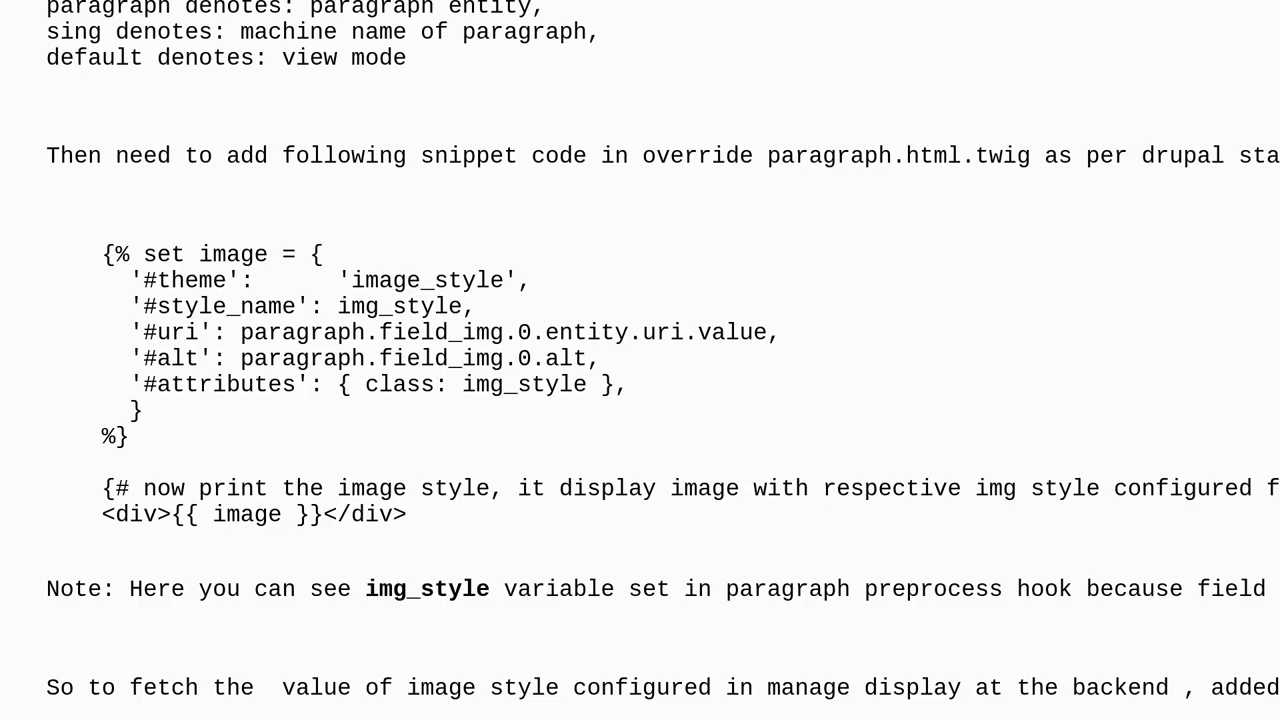 paragraph denotes: paragraph entity,
sing denotes: machine name of paragraph,
default denotes: view mode
Then need to add following snippet code in override paragraph.html.twig as per drupal sta
{% set image = {
'#theme':      'image_style',
'#style_name': img_style,
'#uri': paragraph.field_img.0.entity.uri.value,
'#alt': paragraph.field_img.0.alt,
'#attributes': { class: img_style },
}
%}
{# now print the image style, it display image with respective img style configured f
<div>{{ image }}</div>
Note: Here you can see img_style variable set in paragraph preprocess hook because field
So to fetch the  value of image style configured in manage display at the backend , added